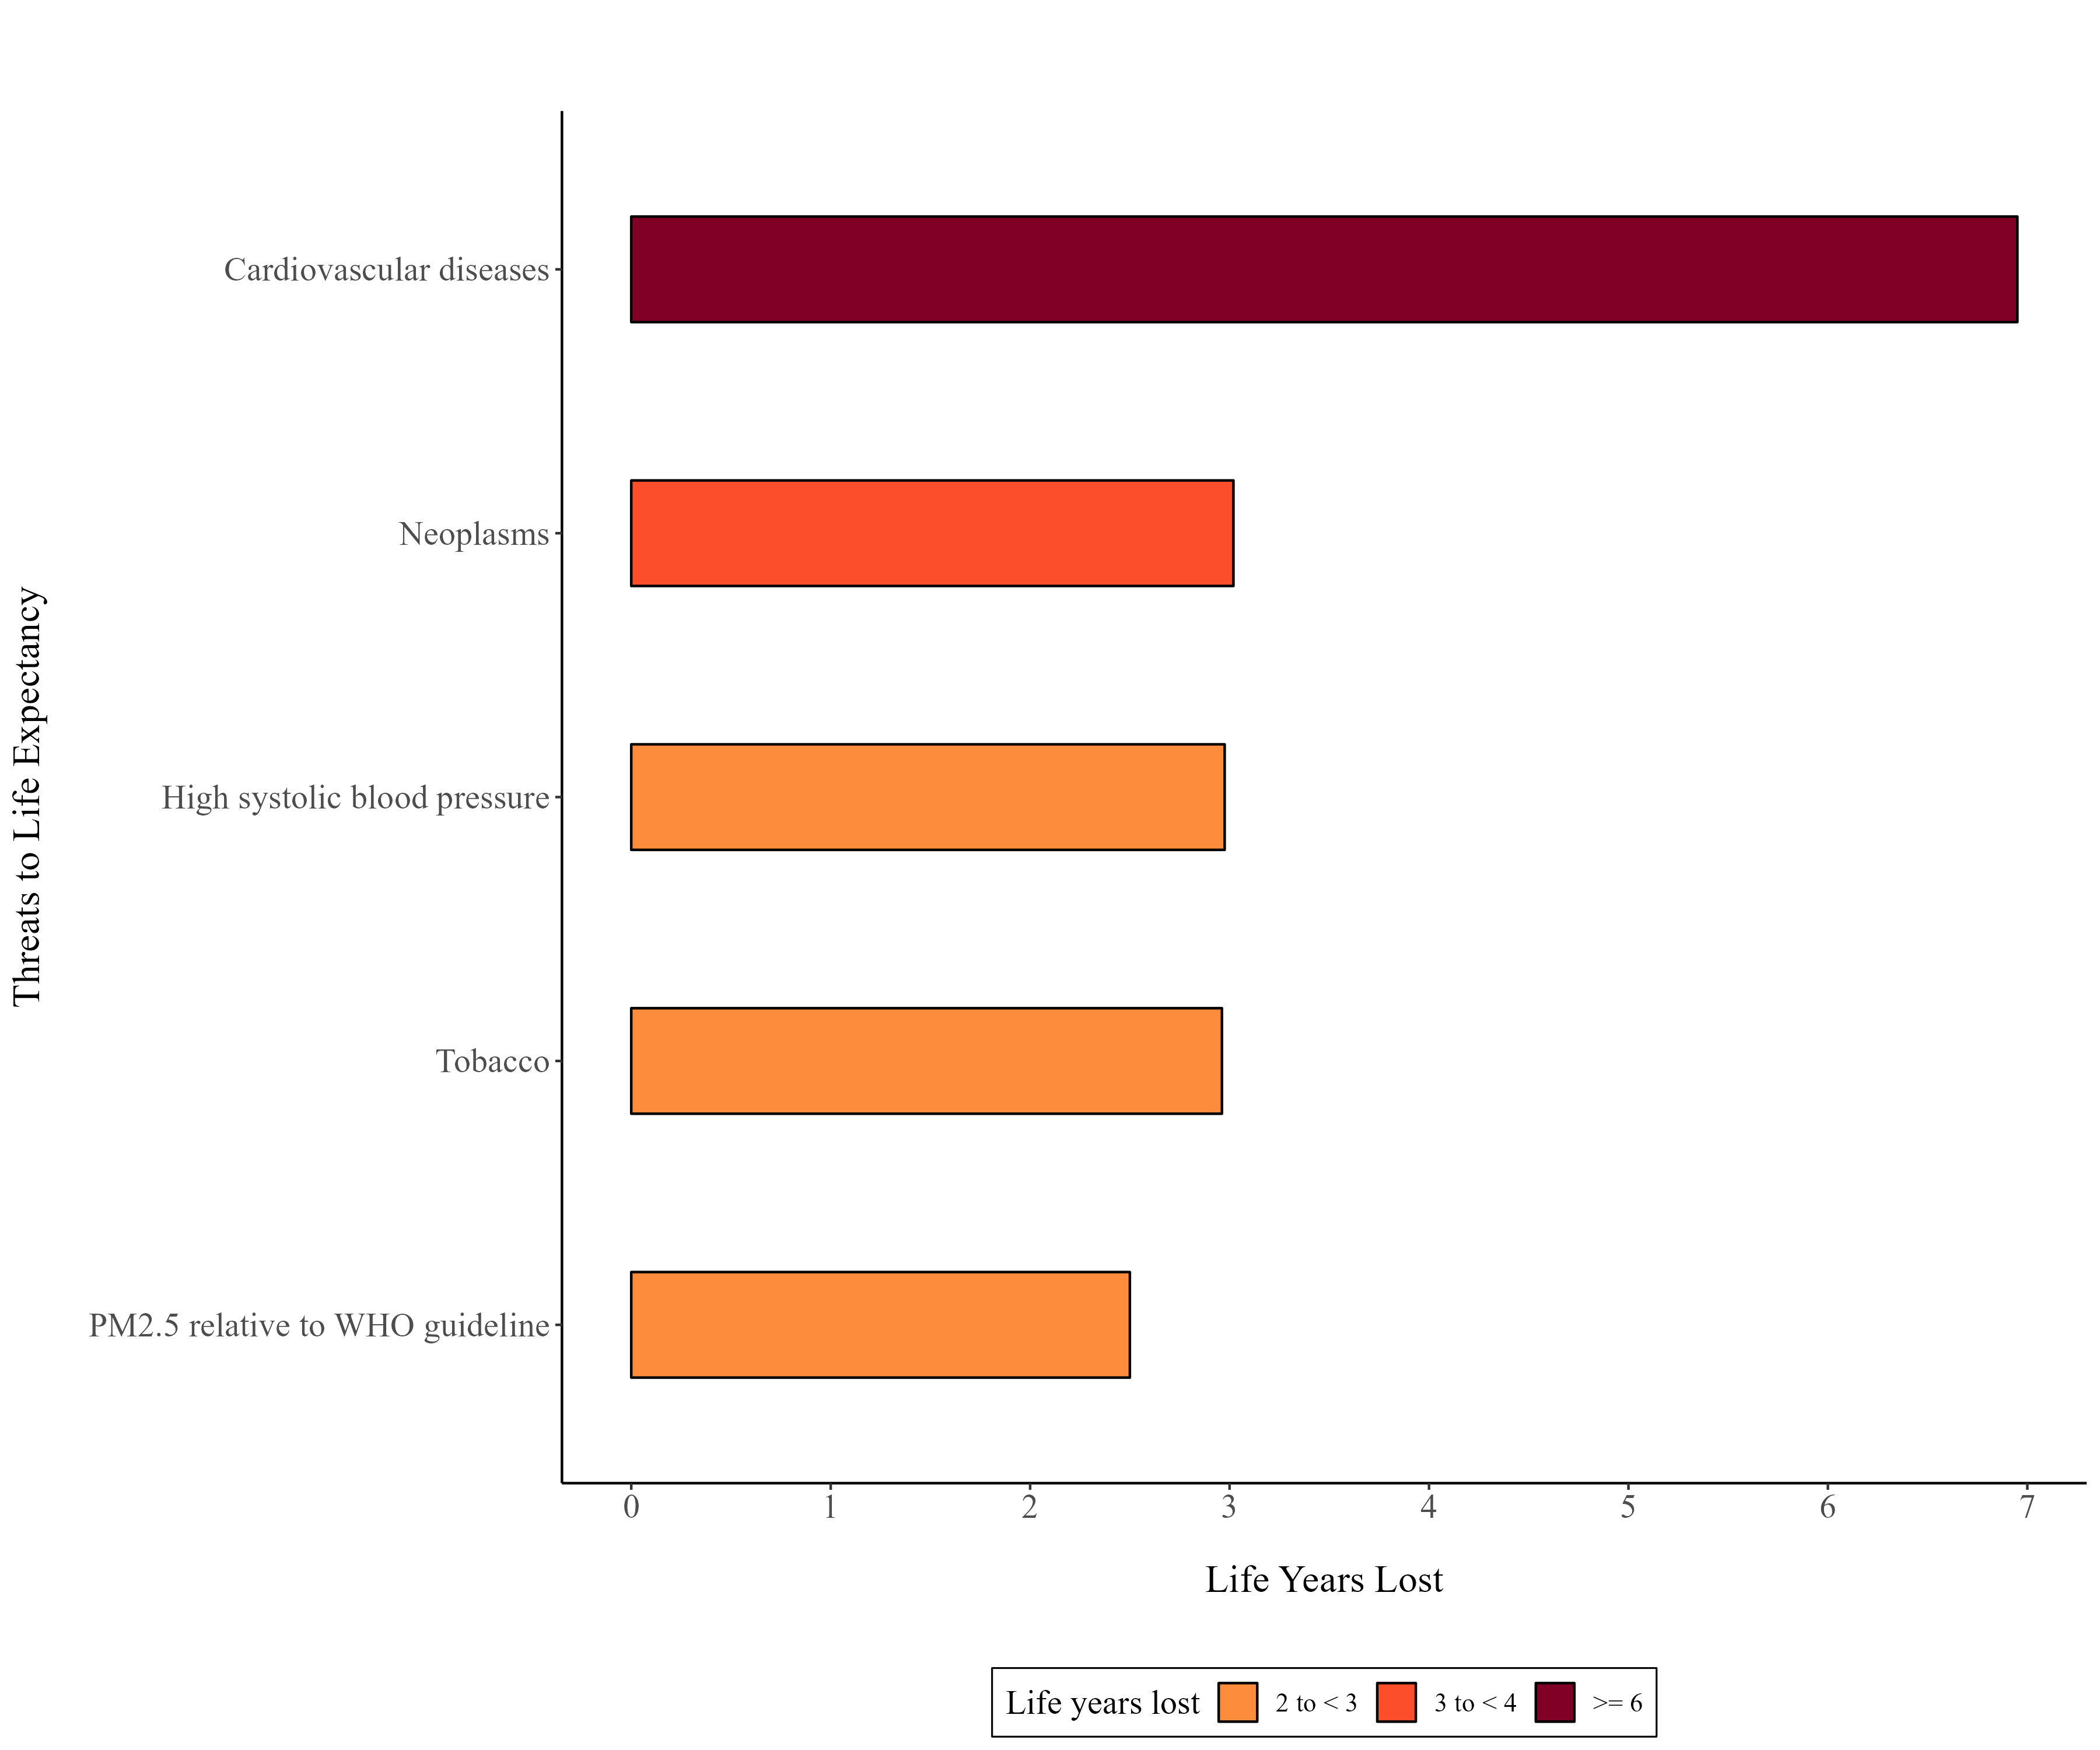 Threats to Life Expectancy
Cardiovascular diseases
Neoplasms
High systolic blood pressure
Tobacco
PM2.5 relative to WHO guideline
0 1 2 3 4 5 6 7
Life Years Lost
Life years lost 2 to < 3 3 to < 4 >= 6